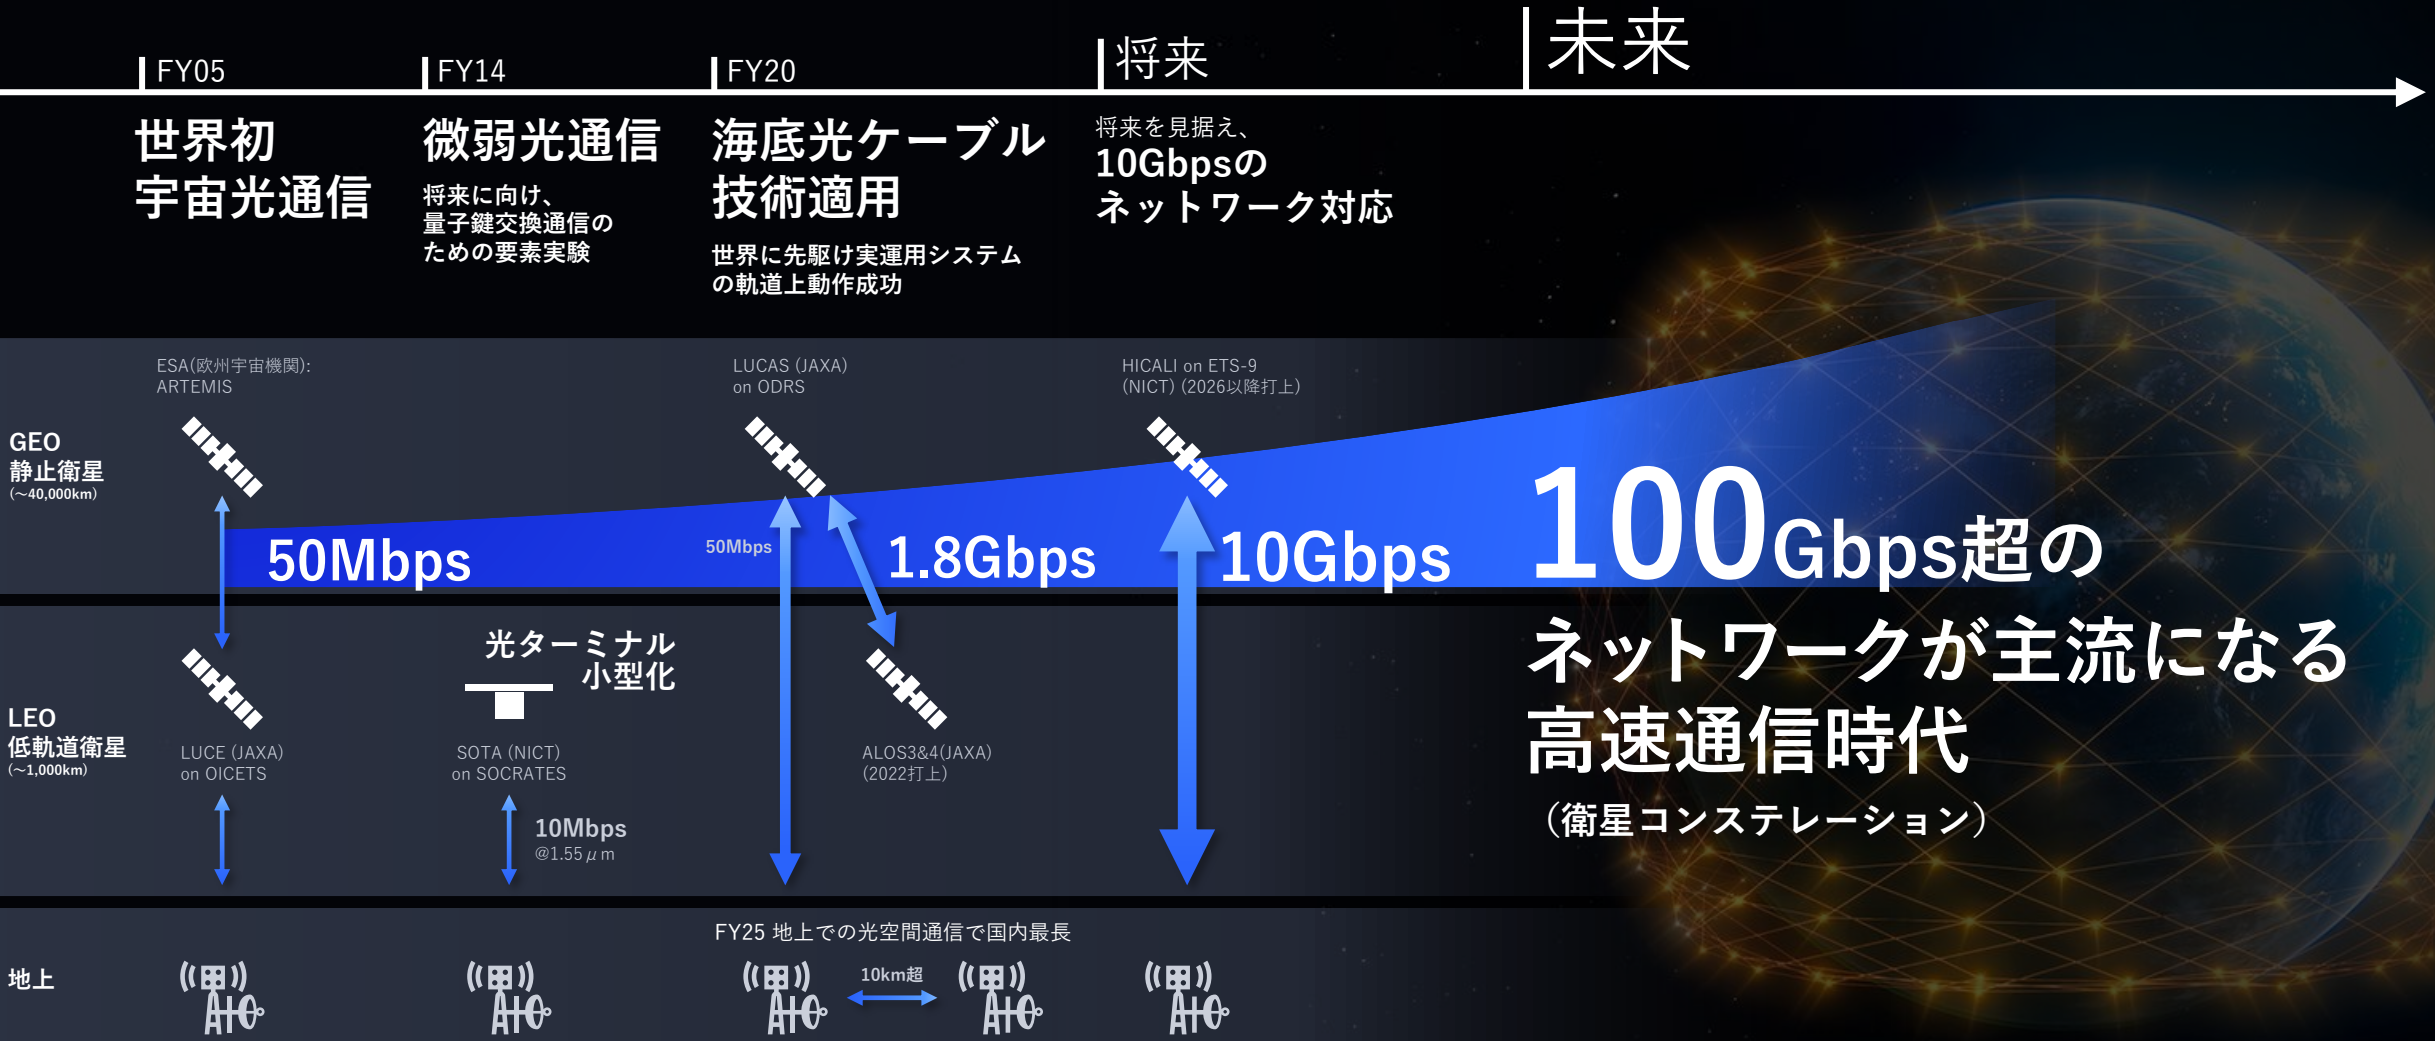 FY05
世界初
宇宙光通信
FY14
微弱光通信
将来に向け、
量子鍵交換通信の
ための要素実験
FY20
海底光ケーブル
技術適用
世界に先駆け実運用システム
の軌道上動作成功
将来
将来を見据え、
10Gbpsの
ネットワーク対応
未来
GEO
静止衛星
(～40,000km)
ESA(欧州宇宙機関):
ARTEMIS
LUCAS (JAXA)
on ODRS
HICALI on ETS-9
(NICT) (2026以降打上)
50Mbps
50Mbps
1.8Gbps
10Gbps
100Gbps超の
ネットワークが主流になる
高速通信時代
（衛星コンステレーション）
LEO
低軌道衛星
(～1,000km)
LUCE (JAXA)
on OICETS
光ターミナル
小型化
SOTA (NICT)
on SOCRATES
10Mbps
@1.55μm
ALOS3&4(JAXA)
(2022打上)
地上
FY25 地上での光空間通信で国内最長
10km超